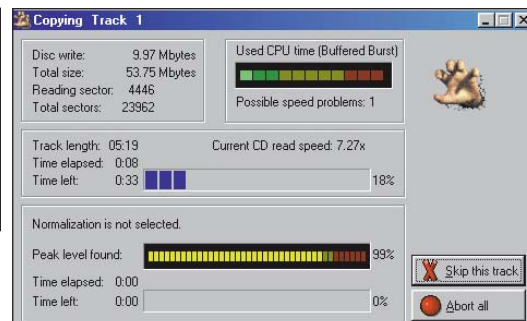 Copying Track 1
Disc write: 9.97 Mbytes
Total size: 53.75 Mbytes
Reading sector: 4446
Total sectors: 23962
Used CPU time (Buffered Burst)
Possible speed problems: 1
Track length: 05:19 Current CD read speed: 7.27x
Time elapsed: 0:08
Time left: 0:33 18%
Normalization is not selected.
Peak level found: 99%
Time elapsed: 0:00
Time left: 0:00 0%
Skip this track
Abort all